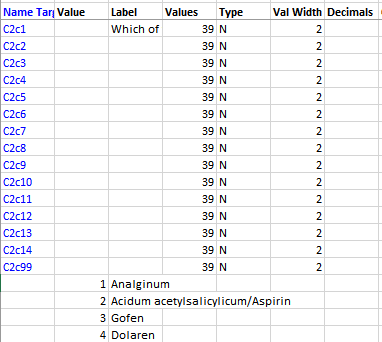 Name Targ Value Label Values Type Val Width Decimals
C2c1 Which of 39 N 2
C2c2 39 N 2
C2c3 39 N 2
C2c4 39 N 2
C2c5 39 N 2
C2c6 39 N 2
C2c7 39 N 2
C2c8 39 N 2
C2c9 39 N 2
C2c10 39 N 2
C2c11 39 N 2
C2c12 39 N 2
C2c13 39 N 2
C2c14 39 N 2
C2c99 39 N 2
1 Analginum
2 Acidum acetylsalicylicum/Aspirin
3 Gofen
4 Dolaren